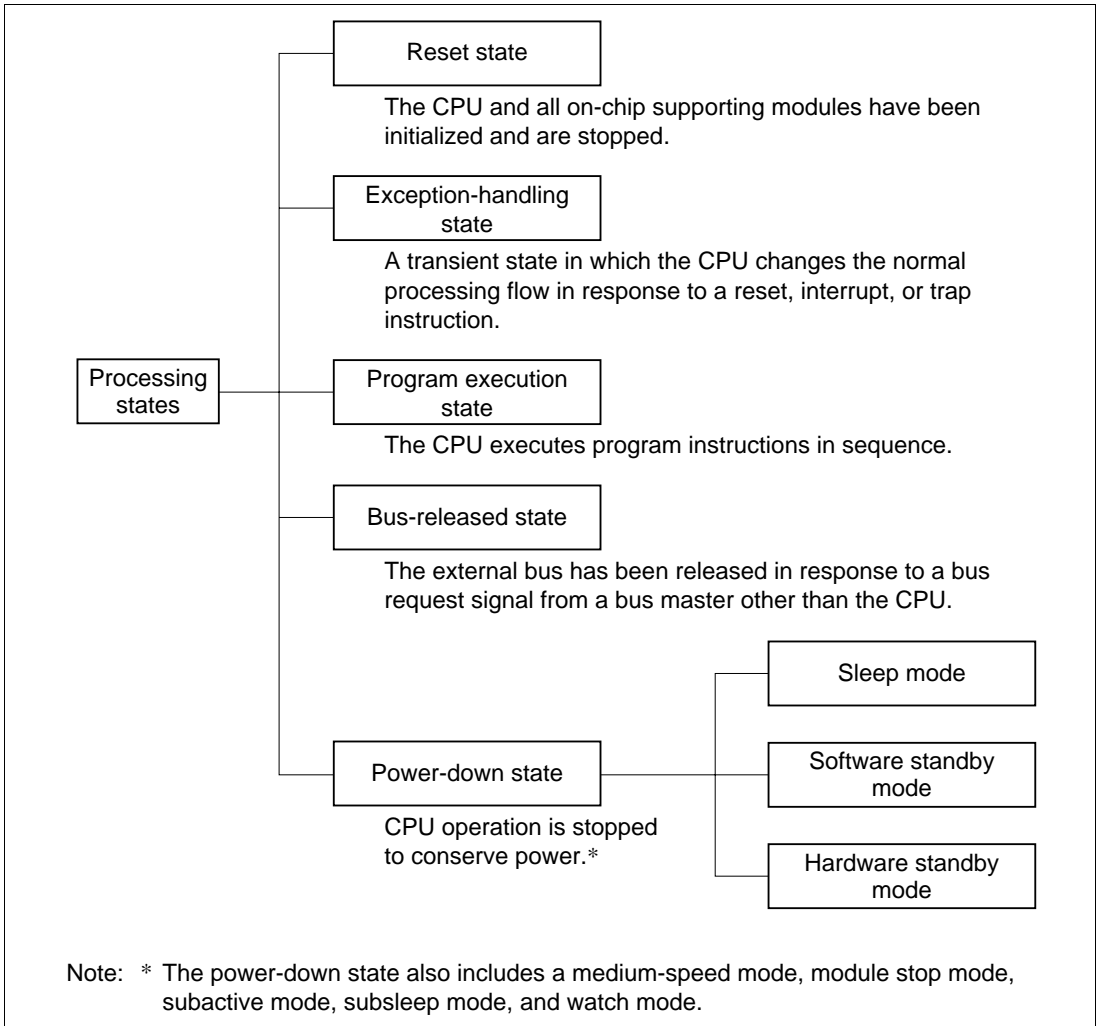 Reset state
The CPU and all on-chip supporting modules have been
initialized and are stopped.
Exception-handling
state
A transient state in which the CPU changes the normal
processing flow in response to a reset, interrupt, or trap
instruction.
Processing
states
Program execution
state
The CPU executes program instructions in sequence.
Bus-released state
The external bus has been released in response to a bus
request signal from a bus master other than the CPU.
Sleep mode
Power-down state
CPU operation is stopped
to conserve power.*
Software standby
mode
Hardware standby
mode
Note: * The power-down state also includes a medium-speed mode, module stop mode,
subactive mode, subsleep mode, and watch mode.